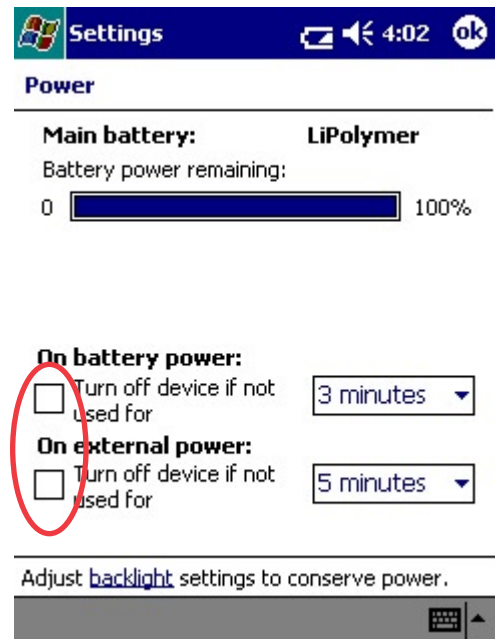 Settings 4:02 ok
Power
Main battery: LiPolymer
Battery power remaining:
0 100%
On battery power:
Turn off device if not
used for
3 minutes
On external power:
Turn off device if not
used for
5 minutes
Adjust backlight settings to conserve power.